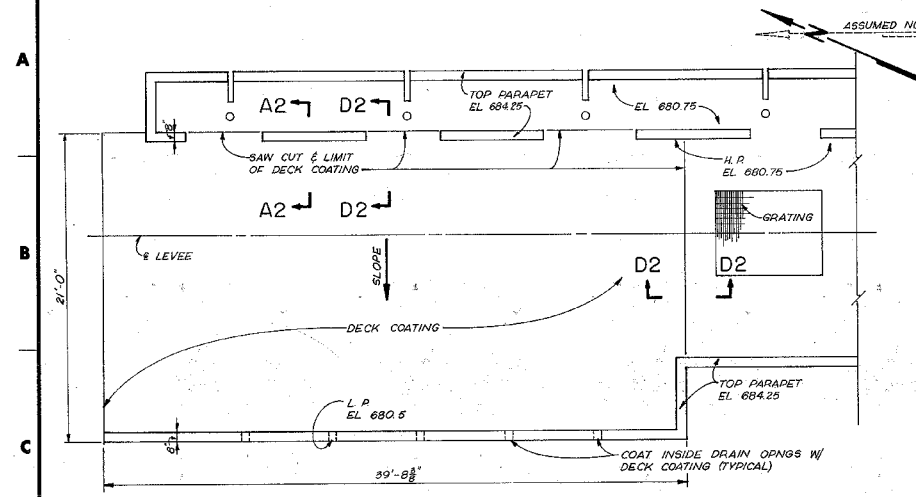 ASSUMED NO
A
TOP PARAPET
EL 684.25
A2
D2
EL 680.75
8"
SAW CUT & LIMIT
OF DECK COATING
H.P.
EL 680.75
A2
D2
GRATING
B
℄ LEVEE
SLOPE
D2
D2
21'-0"
DECK COATING
L.P.
EL 680.5
TOP PARAPET
EL 684.25
C
8"
COAT INSIDE DRAIN OPNGS W/
DECK COATING (TYPICAL)
39'-8⅜"